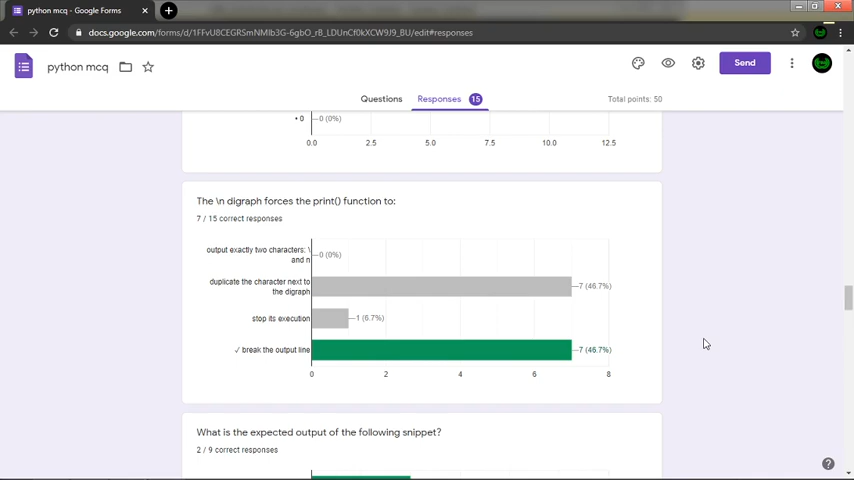 python mcq - Google Forms
docs.google.com/forms/d/1FFvU8CEGRSmNMIb3G-6gbO_rB_LDUnCf0kXCW9J9_BU/edit#responses
python mcq
Send
Questions
Responses
15
Total points: 50
• 0
0 (0%)
0.0
2.5
5.0
7.5
10.0
12.5
The \n digraph forces the print() function to:
7 / 15 correct responses
output exactly two characters: \
and n
0 (0%)
duplicate the character next to
the digraph
7 (46.7%)
stop its execution
1 (6.7%)
✓ break the output line
7 (46.7%)
0
2
4
6
8
What is the expected output of the following snippet?
2 / 9 correct responses